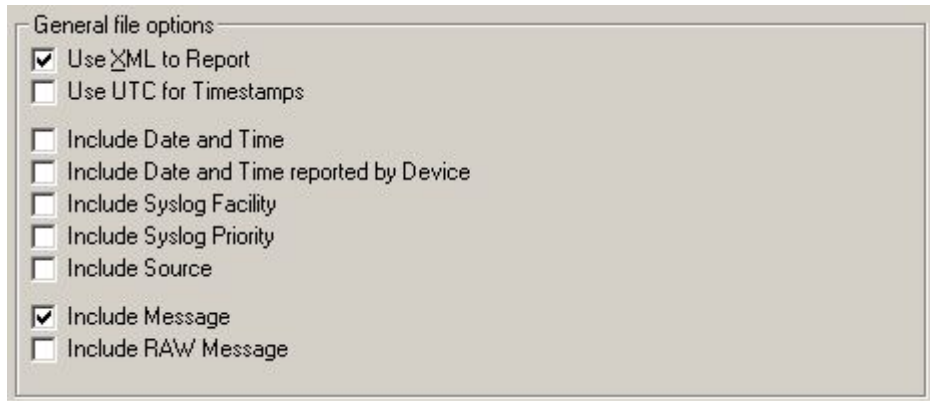 General file options
Use XML to Report
Use UTC for Timestamps
Include Date and Time
Include Date and Time reported by Device
Include Syslog Facility
Include Syslog Priority
Include Source
Include Message
Include RAW Message